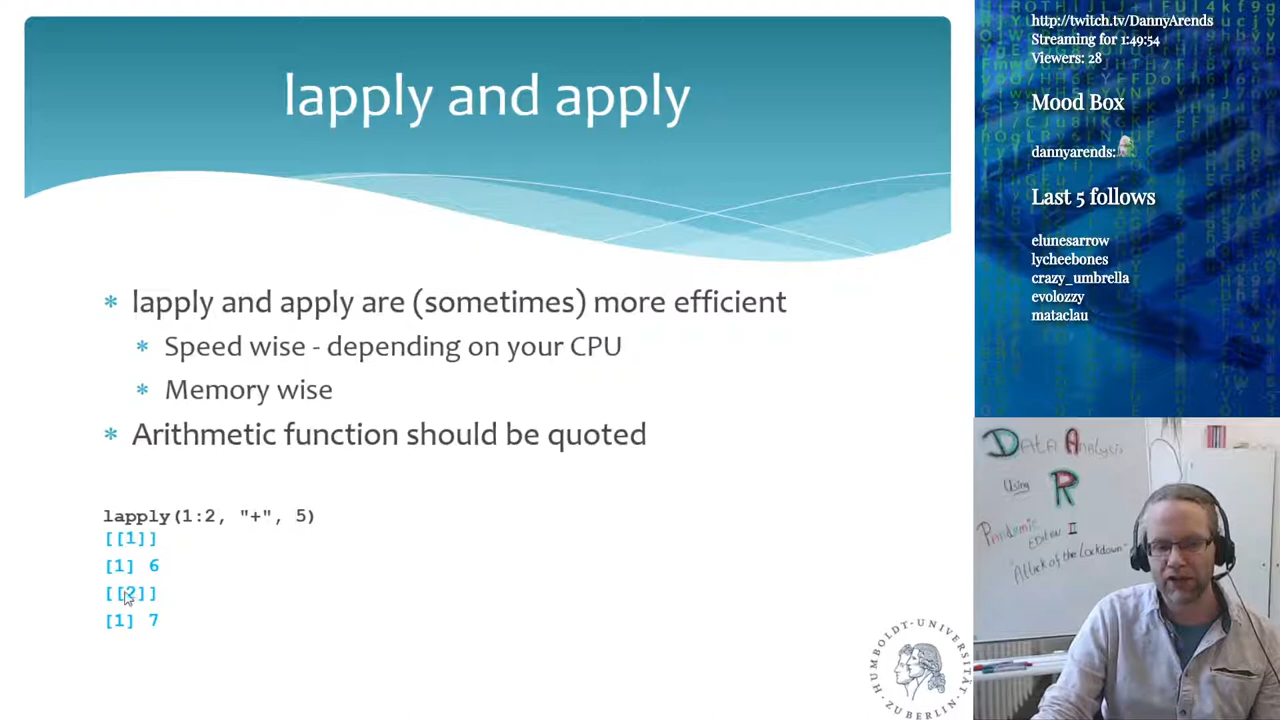 lapply and apply
lapply and apply are (sometimes) more efficient
Speed wise - depending on your CPU
Memory wise
Arithmetic function should be quoted
lapply(1:2, "+", 5)
[[1]]
[1] 6
[[2]]
[1] 7
HUMBOLDT-UNIVERSITÄT
ZU BERLIN
http://twitch.tv/DannyArends
Streaming for 1:49:54
Viewers: 28
Mood Box
dannyarends:
Last 5 follows
elunesarrow
lycheebones
crazy_umbrella
evolozzy
mataclau
Data Analysis
Using
R
Pandemic
Edition II
"Attack of the Lockdown"